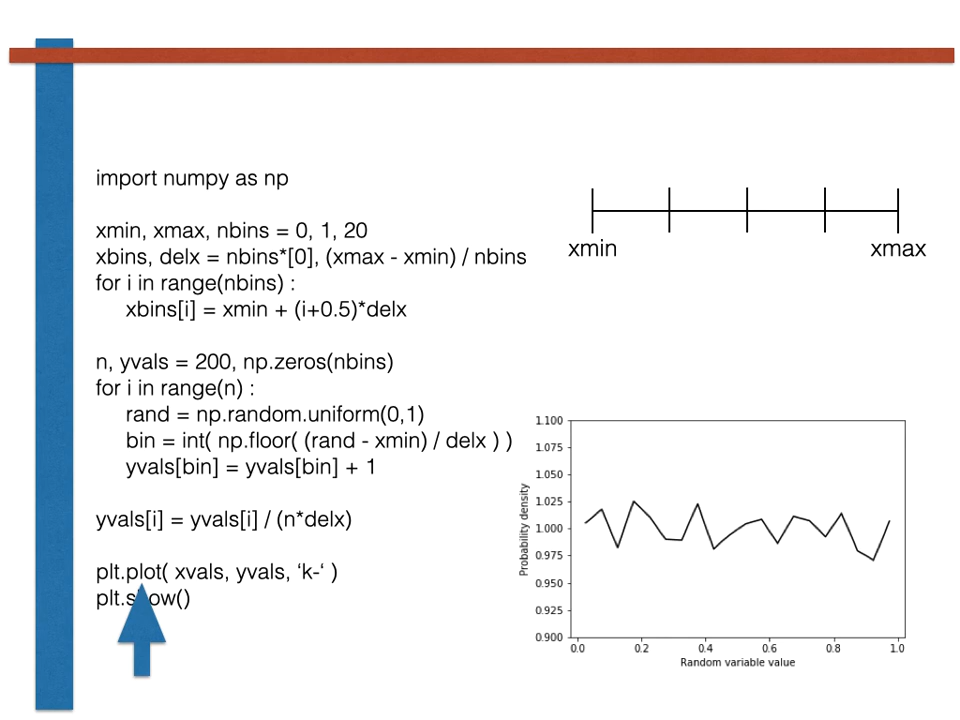 import numpy as np
xmin, xmax, nbins = 0, 1, 20
xbins, delx = nbins*[0], (xmax - xmin) / nbins
for i in range(nbins) :
xbins[i] = xmin + (i+0.5)*delx
n, yvals = 200, np.zeros(nbins)
for i in range(n) :
rand = np.random.uniform(0,1)
bin = int( np.floor( (rand - xmin) / delx ) )
yvals[bin] = yvals[bin] + 1
yvals[i] = yvals[i] / (n*delx)
plt.plot( xvals, yvals, ‘k-‘ )
plt.show()
xmin
xmax
1.100
1.075
1.050
1.025
1.000
0.975
0.950
0.925
0.900
Probability density
0.0 0.2 0.4 0.6 0.8 1.0
Random variable value